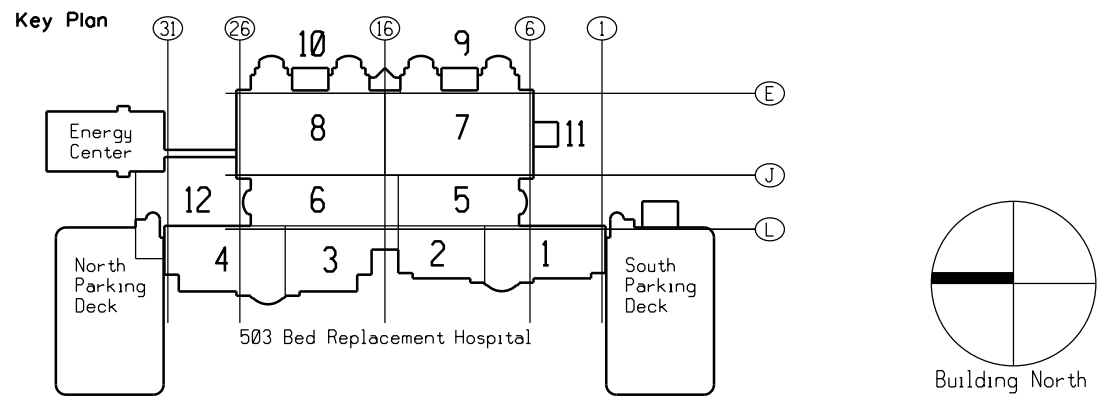 Key Plan
31
26
16
6
1
10
9
E
Energy
Center
8
7
11
J
12
6
5
L
4
3
2
1
North
Parking
Deck
South
Parking
Deck
503 Bed Replacement Hospital
Building North